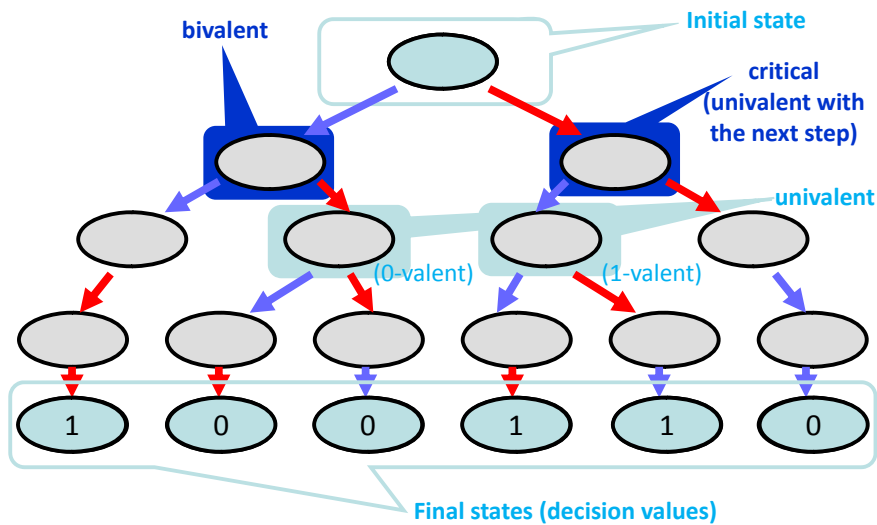 Initial state
bivalent
critical
(univalent with
the next step)
univalent
(0-valent)
(1-valent)
1 0 0 1 1 0
Final states (decision values)